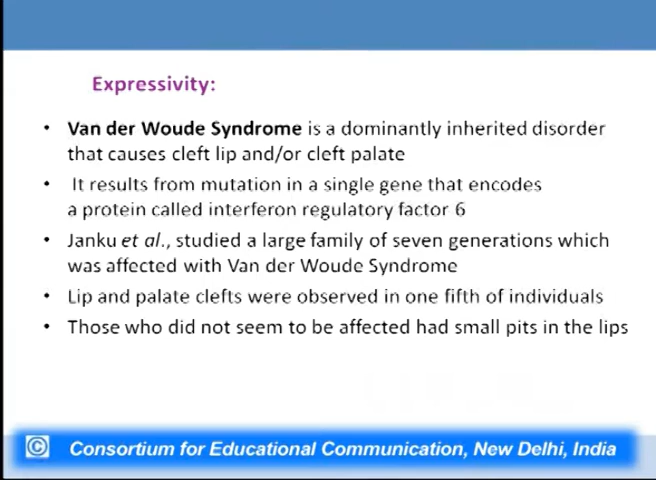 Expressivity:
• Van der Woude Syndrome is a dominantly inherited disorder
that causes cleft lip and/or cleft palate
• It results from mutation in a single gene that encodes
a protein called interferon regulatory factor 6
• Janku et al., studied a large family of seven generations which
was affected with Van der Woude Syndrome
• Lip and palate clefts were observed in one fifth of individuals
• Those who did not seem to be affected had small pits in the lips
© Consortium for Educational Communication, New Delhi, India